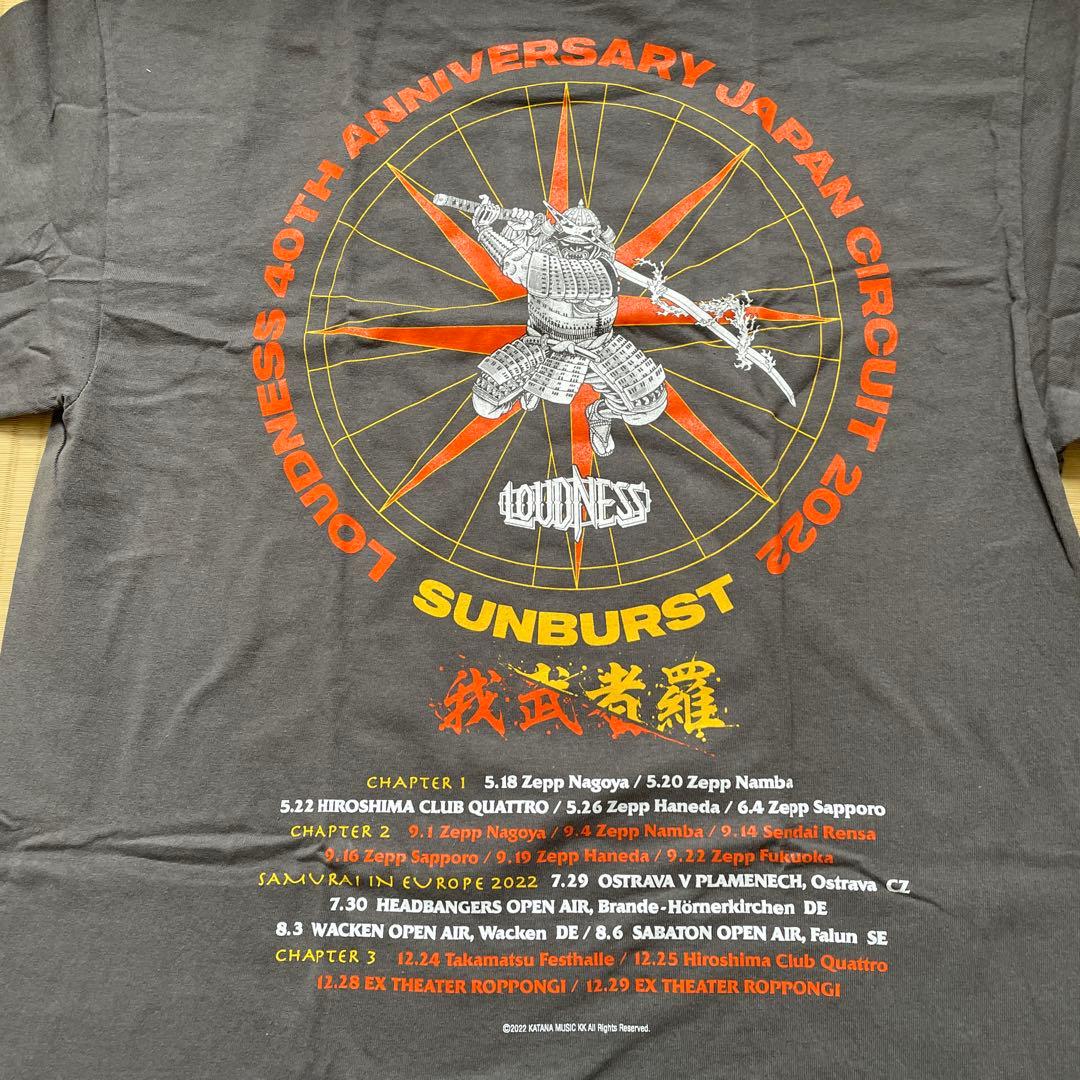 LOUDNESS 40TH ANNIVERSARY JAPAN CIRCUIT 2022
LOUDNESS
SUNBURST
我武者羅
CHAPTER 1 5.18 Zepp Nagoya / 5.20 Zepp Namba
5.22 HIROSHIMA CLUB QUATTRO / 5.26 Zepp Haneda / 6.4 Zepp Sapporo
CHAPTER 2 9.1 Zepp Nagoya / 9.4 Zepp Namba / 9.14 Sendai Rensa
9.16 Zepp Sapporo / 9.19 Zepp Haneda / 9.22 Zepp Fukuoka
SAMURAI IN EUROPE 2022 7.29 OSTRAVA V PLAMENECH, Ostrava CZ
7.30 HEADBANGERS OPEN AIR, Brande-Hörnerkirchen DE
8.3 WACKEN OPEN AIR, Wacken DE / 8.6 SABATON OPEN AIR, Falun SE
CHAPTER 3 12.24 Takamatsu Festhalle / 12.25 Hiroshima Club Quattro
12.28 EX THEATER ROPPONGI / 12.29 EX THEATER ROPPONGI
©2022 KATANA MUSIC KK All Rights Reserved.